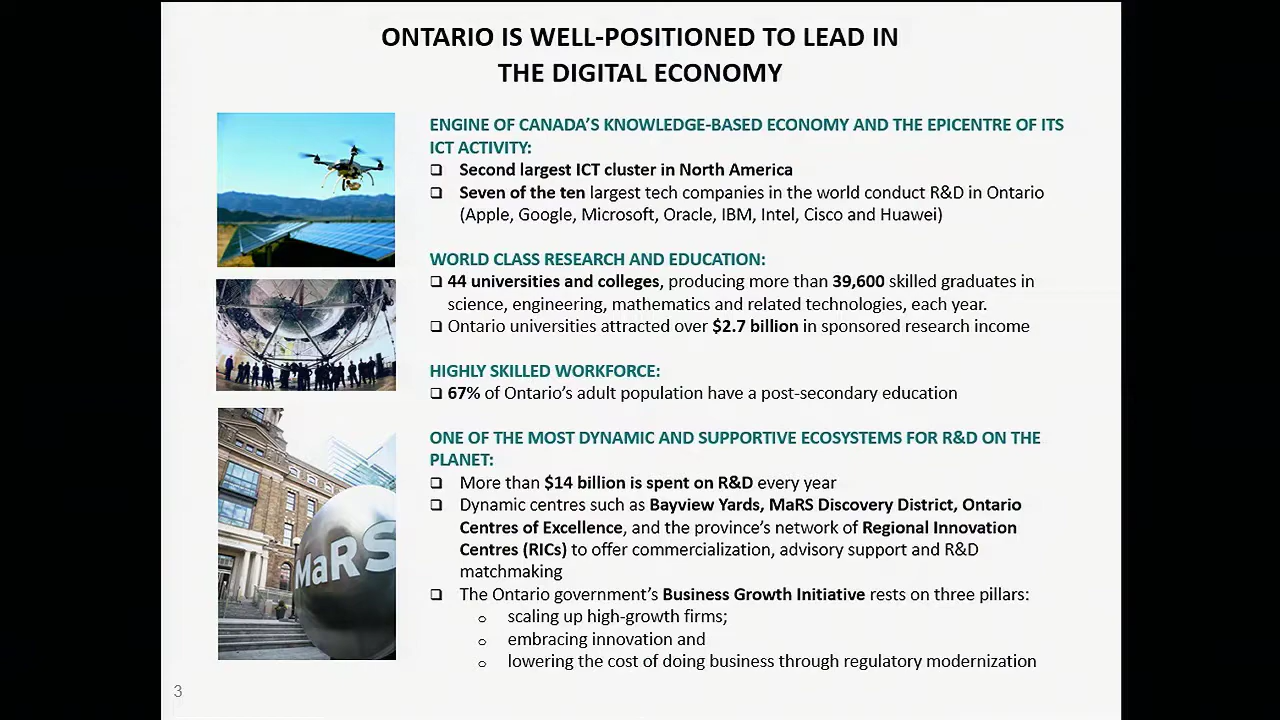 ONTARIO IS WELL-POSITIONED TO LEAD IN
THE DIGITAL ECONOMY
ENGINE OF CANADA'S KNOWLEDGE-BASED ECONOMY AND THE EPICENTRE OF ITS
ICT ACTIVITY:
❑ Second largest ICT cluster in North America
❑ Seven of the ten largest tech companies in the world conduct R&D in Ontario
(Apple, Google, Microsoft, Oracle, IBM, Intel, Cisco and Huawei)
WORLD CLASS RESEARCH AND EDUCATION:
❑ 44 universities and colleges, producing more than 39,600 skilled graduates in
science, engineering, mathematics and related technologies, each year.
❑ Ontario universities attracted over $2.7 billion in sponsored research income
HIGHLY SKILLED WORKFORCE:
❑ 67% of Ontario's adult population have a post-secondary education
ONE OF THE MOST DYNAMIC AND SUPPORTIVE ECOSYSTEMS FOR R&D ON THE
PLANET:
❑ More than $14 billion is spent on R&D every year
❑ Dynamic centres such as Bayview Yards, MaRS Discovery District, Ontario
Centres of Excellence, and the province's network of Regional Innovation
Centres (RICs) to offer commercialization, advisory support and R&D
matchmaking
❑ The Ontario government's Business Growth Initiative rests on three pillars:
o scaling up high-growth firms;
o embracing innovation and
o lowering the cost of doing business through regulatory modernization
MaRS
3